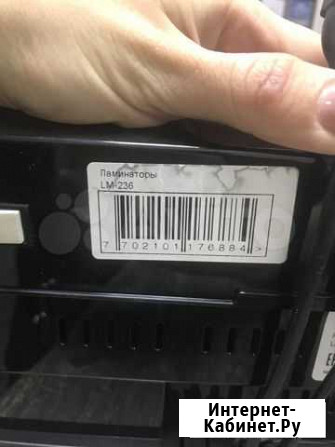 Ламинаторы
LM-236
7 702101 176884 >
Интернет-
Кабинет.Ру